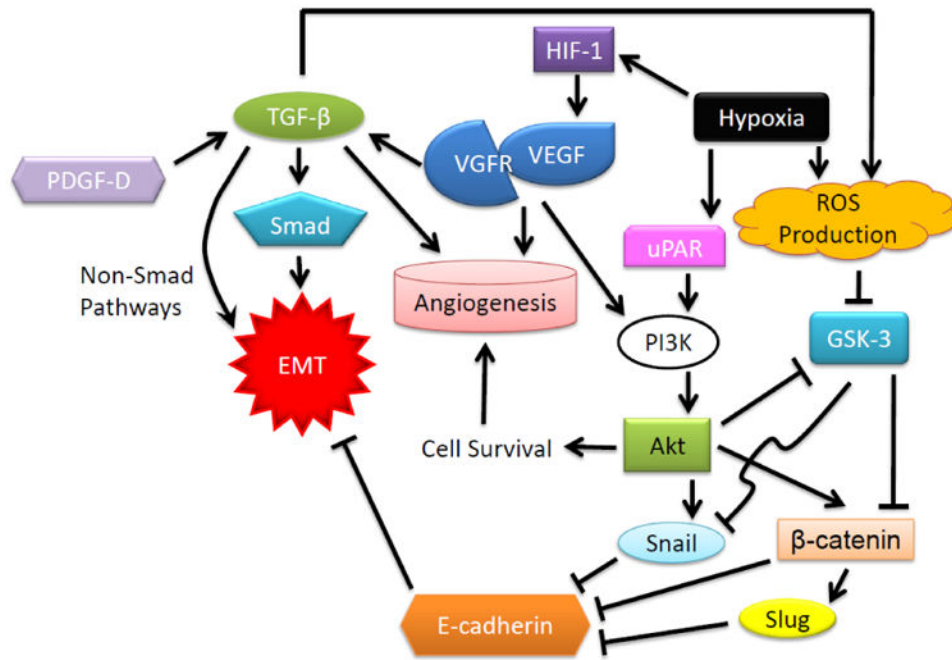 HIF-1
TGF-β
Hypoxia
VGFR
VEGF
PDGF-D
ROS
Production
Smad
uPAR
Non-Smad
Pathways
Angiogenesis
GSK-3
PI3K
EMT
Cell Survival
Akt
Snail
β-catenin
E-cadherin
Slug